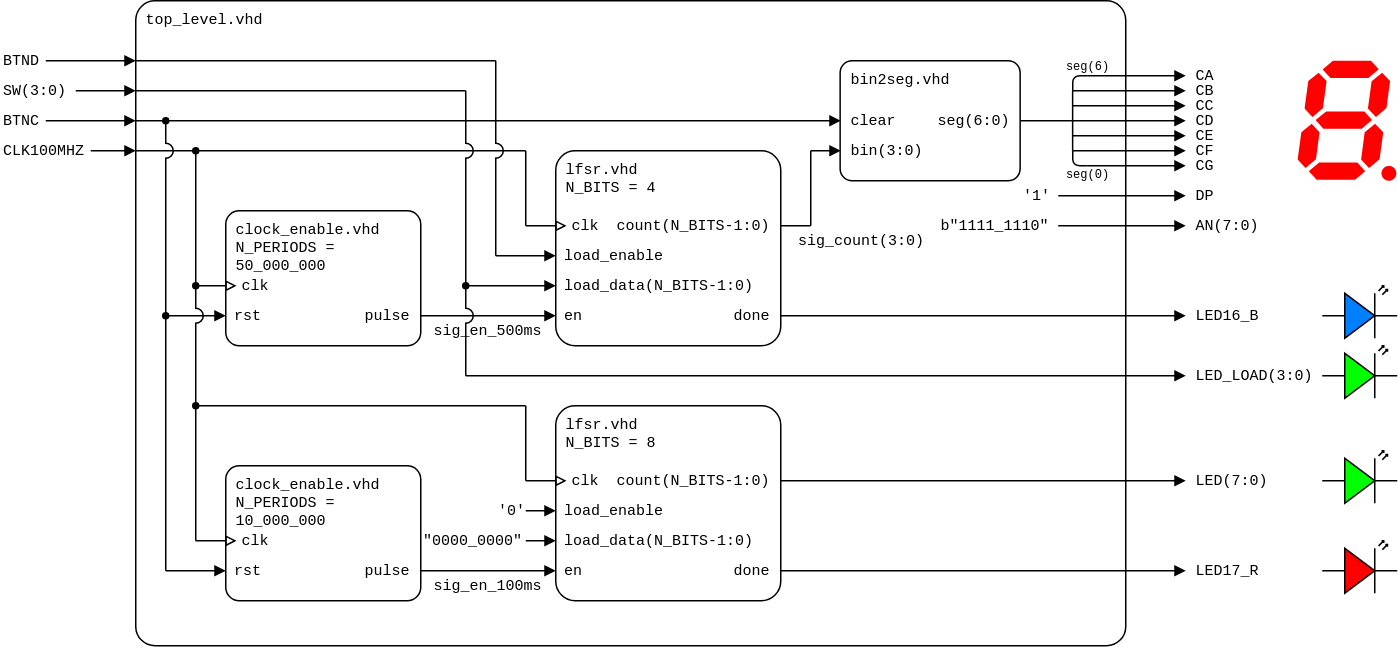 top_level.vhd
BTND
SW(3:0)
BTNC
CLK100MHZ
bin2seg.vhd
clear
seg(6:0)
bin(3:0)
seg(6)
CA
CB
CC
CD
CE
CF
CG
seg(0)
'1'
DP
b"1111_1110"
AN(7:0)
lfsr.vhd
N_BITS = 4
clk
count(N_BITS-1:0)
load_enable
load_data(N_BITS-1:0)
en
done
sig_count(3:0)
clock_enable.vhd
N_PERIODS =
50_000_000
clk
rst
pulse
sig_en_500ms
LED16_B
LED_LOAD(3:0)
lfsr.vhd
N_BITS = 8
clk
count(N_BITS-1:0)
'0'
load_enable
"0000_0000"
load_data(N_BITS-1:0)
en
done
clock_enable.vhd
N_PERIODS =
10_000_000
clk
rst
pulse
sig_en_100ms
LED(7:0)
LED17_R